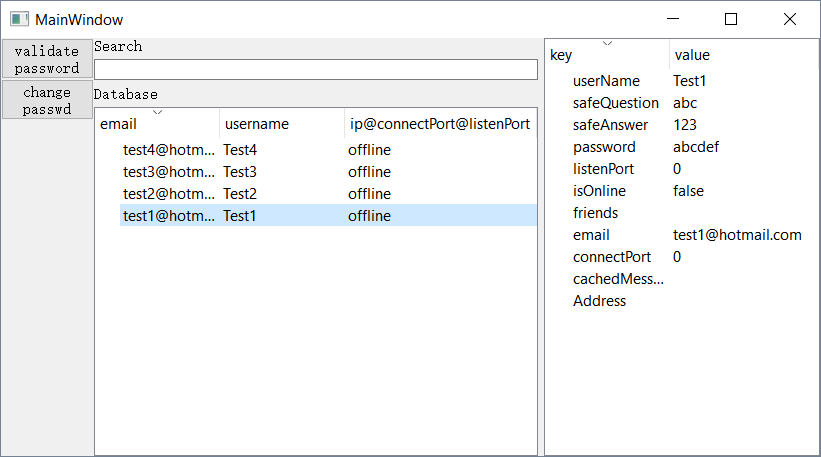 MainWindow
validate
password
change
passwd
Search
Database
email username ip@connectPort@listenPort
test4@hotm... Test4 offline
test3@hotm... Test3 offline
test2@hotm... Test2 offline
test1@hotm... Test1 offline
key value
userName Test1
safeQuestion abc
safeAnswer 123
password abcdef
listenPort 0
isOnline false
friends
email test1@hotmail.com
connectPort 0
cachedMess...
Address